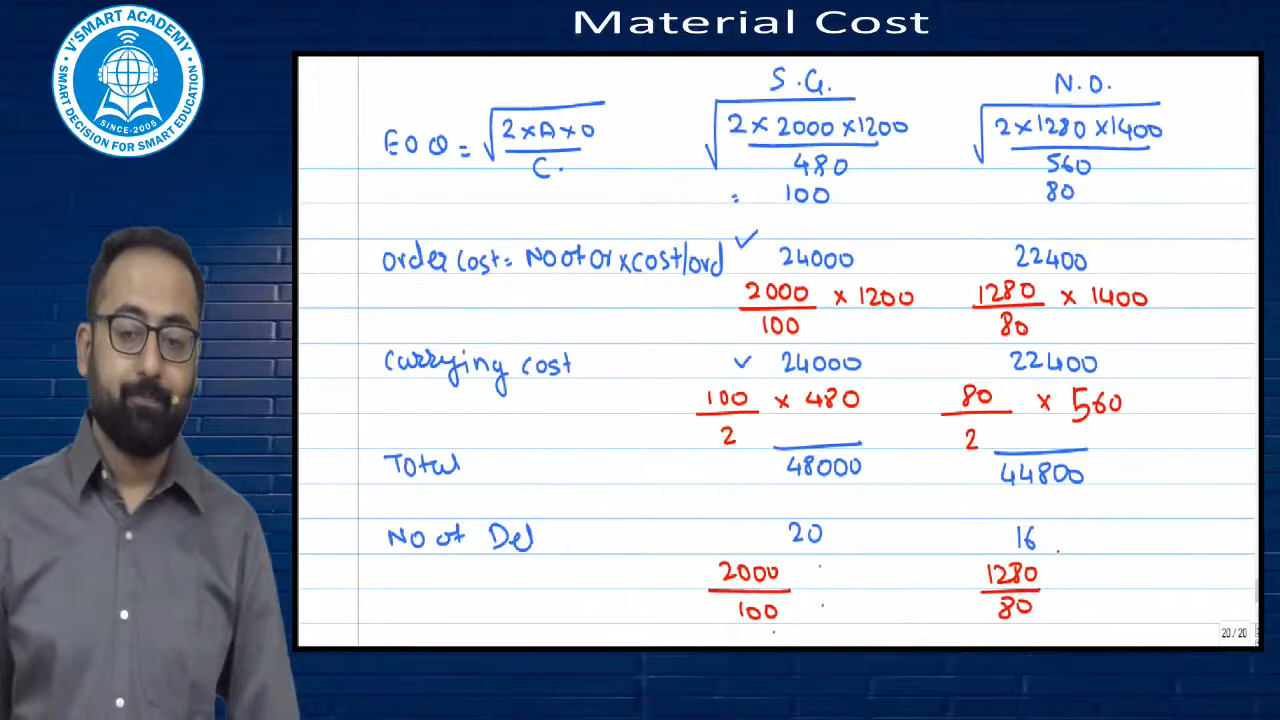 V'SMART ACADEMY
SMART DECISION FOR SMART EDUCATION
SINCE-2005
Material Cost
S.G. N.D.
EOQ = √ 2 × A × O / C. √ 2 × 2000 × 1200 / 480 √ 2 × 1280 × 1400 / 560
= 100 80
Order Cost = No of Or × cost/ord ✓ 24000 22400
2000 / 100 × 1200 1280 / 80 × 1400
Carrying cost ✓ 24000 22400
100 / 2 × 480 80 / 2 × 560
Total 48000 44800
No of Del 20 16
2000 / 100 1280 / 80
20 / 20